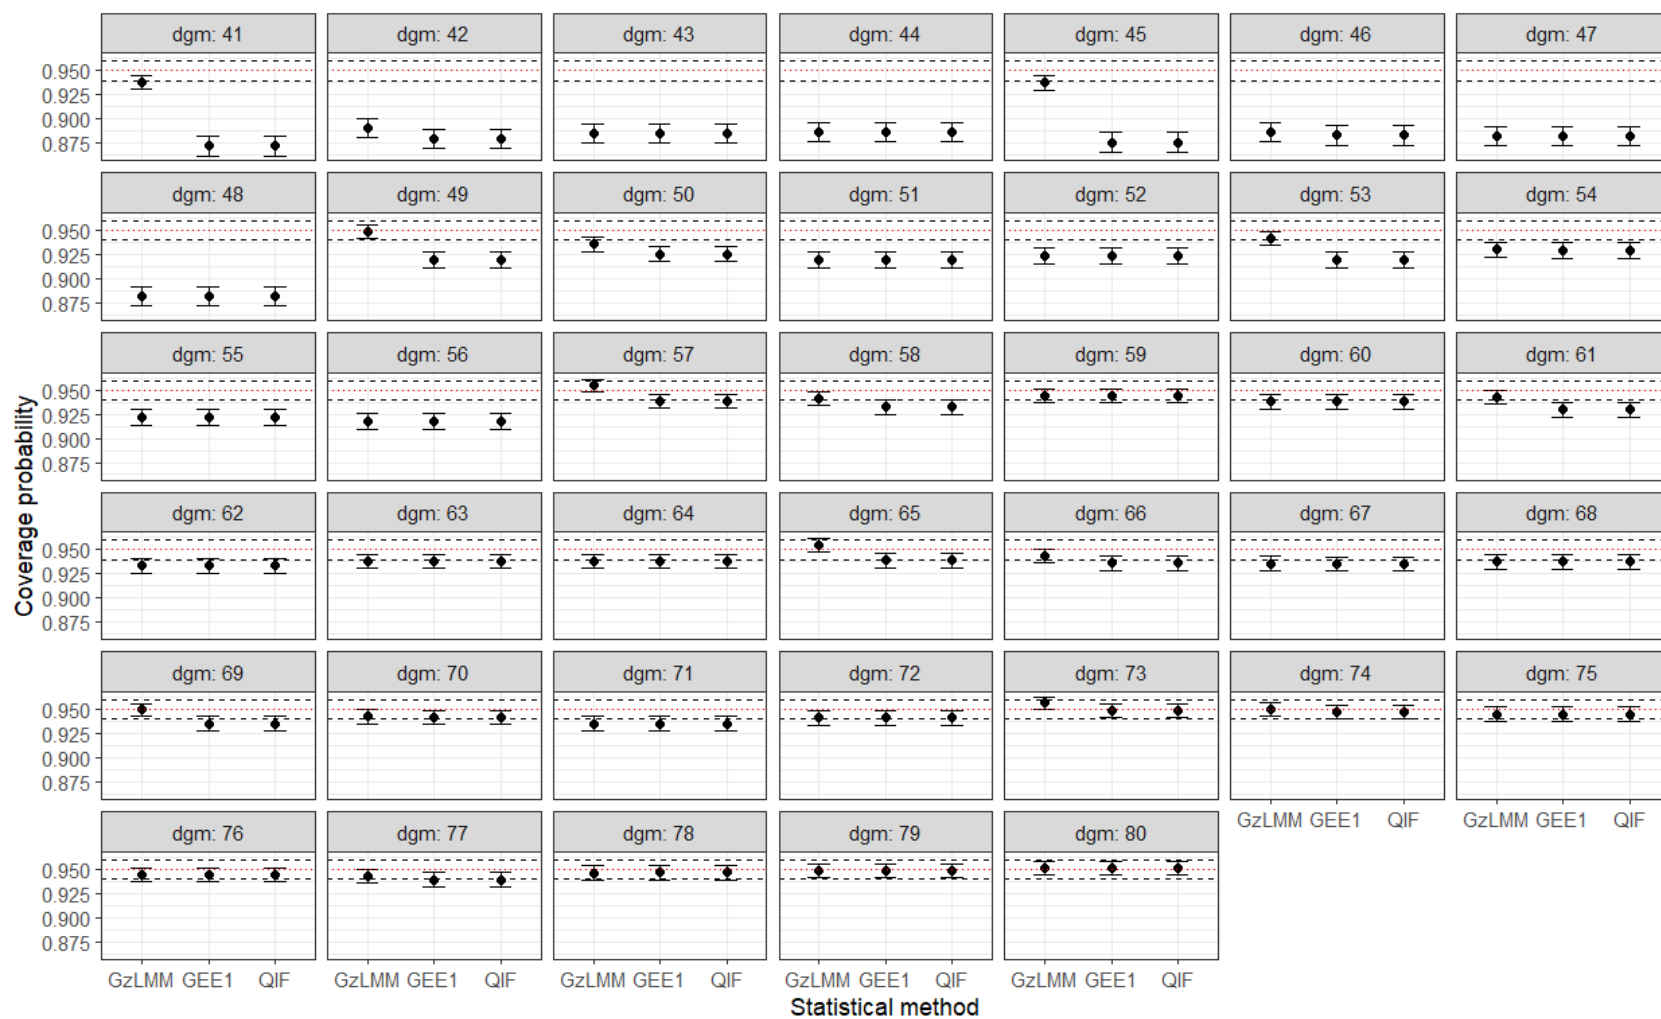 dgm: 41 dgm: 42 dgm: 43 dgm: 44 dgm: 45 dgm: 46 dgm: 47
0.950
0.925
0.900
0.875
dgm: 48 dgm: 49 dgm: 50 dgm: 51 dgm: 52 dgm: 53 dgm: 54
0.950
0.925
0.900
0.875
dgm: 55 dgm: 56 dgm: 57 dgm: 58 dgm: 59 dgm: 60 dgm: 61
0.950
0.925
0.900
0.875
Coverage probability
dgm: 62 dgm: 63 dgm: 64 dgm: 65 dgm: 66 dgm: 67 dgm: 68
0.950
0.925
0.900
0.875
dgm: 69 dgm: 70 dgm: 71 dgm: 72 dgm: 73 dgm: 74 dgm: 75
0.950
0.925
0.900
0.875
GzLMM GEE1 QIF GzLMM GEE1 QIF
dgm: 76 dgm: 77 dgm: 78 dgm: 79 dgm: 80
0.950
0.925
0.900
0.875
GzLMM GEE1 QIF GzLMM GEE1 QIF GzLMM GEE1 QIF GzLMM GEE1 QIF GzLMM GEE1 QIF
Statistical method